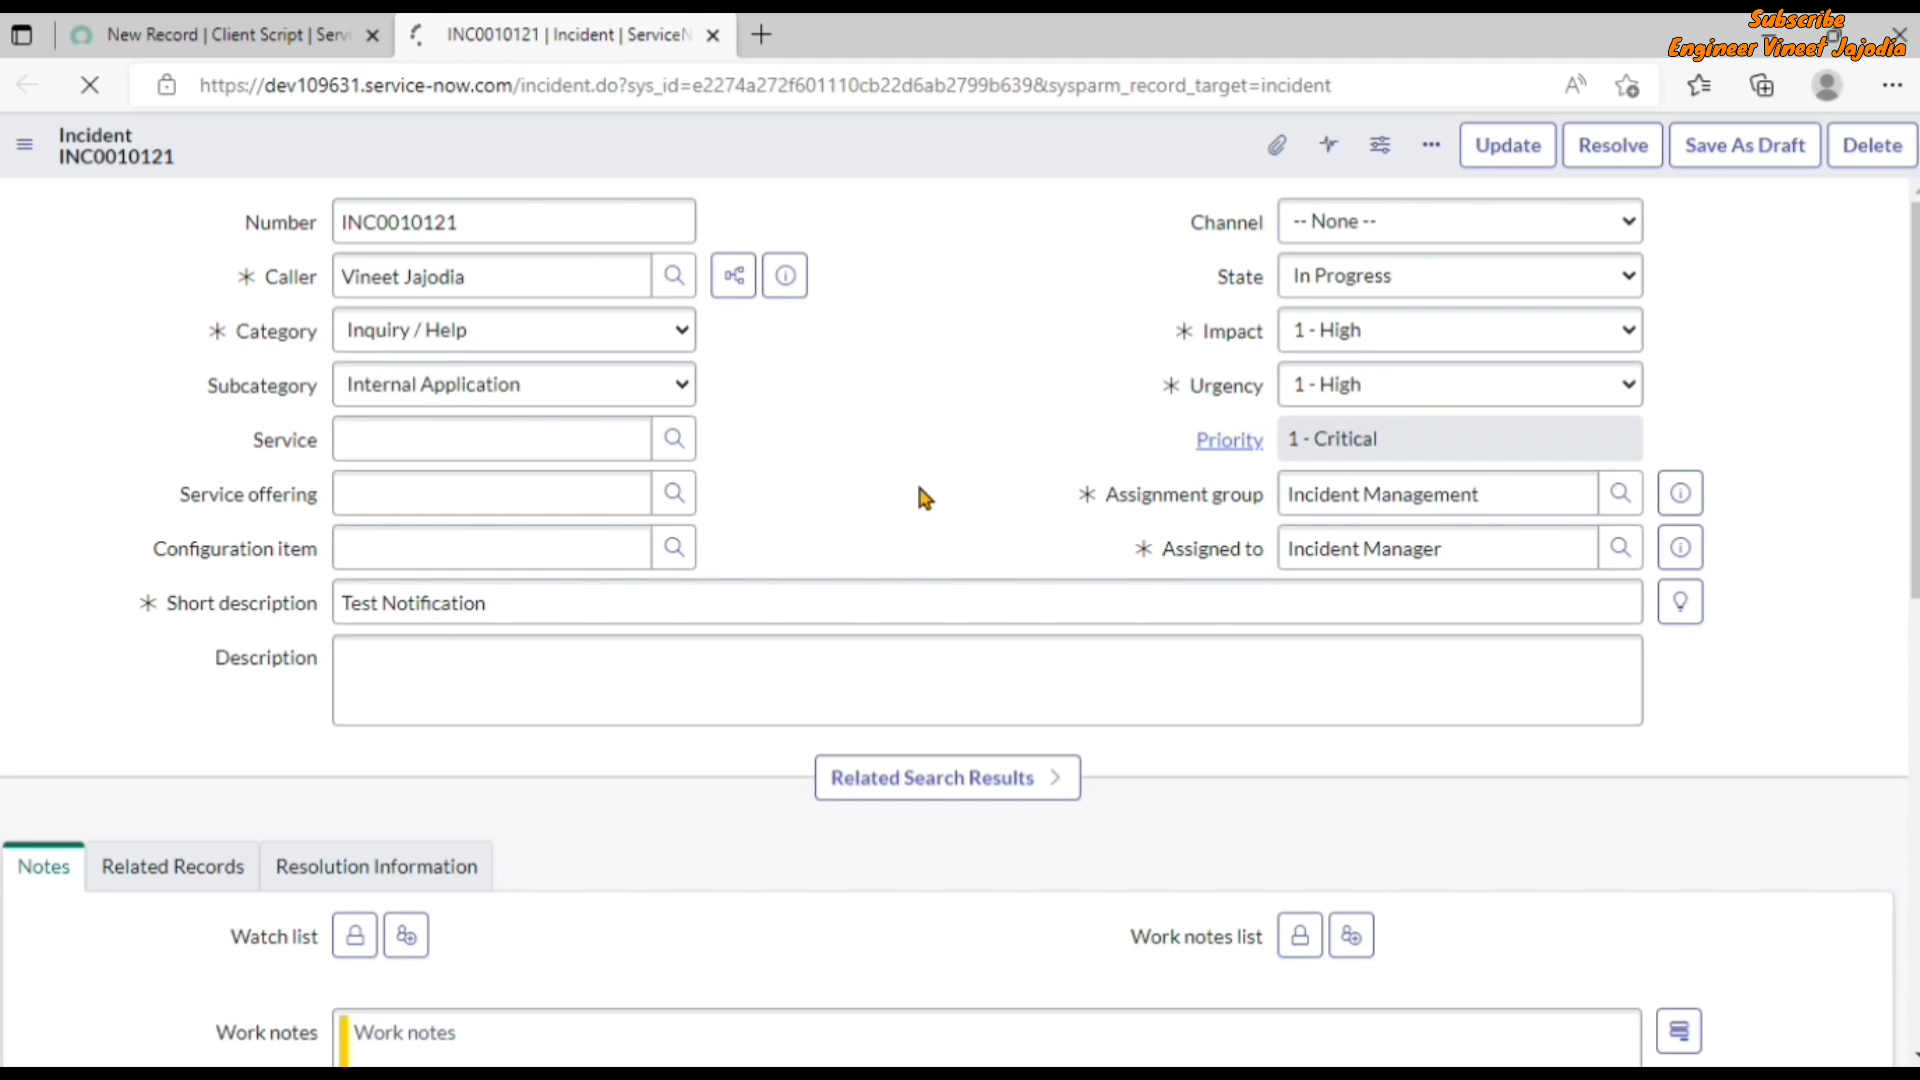 Subscribe
Engineer Vineet Jajodia
New Record | Client Script | Servi
INC0010121 | Incident | ServiceN
https://dev109631.service-now.com/incident.do?sys_id=e2274a272f601110cb22d6ab2799b639&sysparm_record_target=incident
Incident
INC0010121
Update
Resolve
Save As Draft
Delete
Number INC0010121
Channel -- None --
* Caller Vineet Jajodia
State In Progress
* Category Inquiry / Help
* Impact 1 - High
Subcategory Internal Application
* Urgency 1 - High
Service
Priority 1 - Critical
Service offering
* Assignment group Incident Management
Configuration item
* Assigned to Incident Manager
* Short description Test Notification
Description
Related Search Results
Notes
Related Records
Resolution Information
Watch list
Work notes list
Work notes Work notes